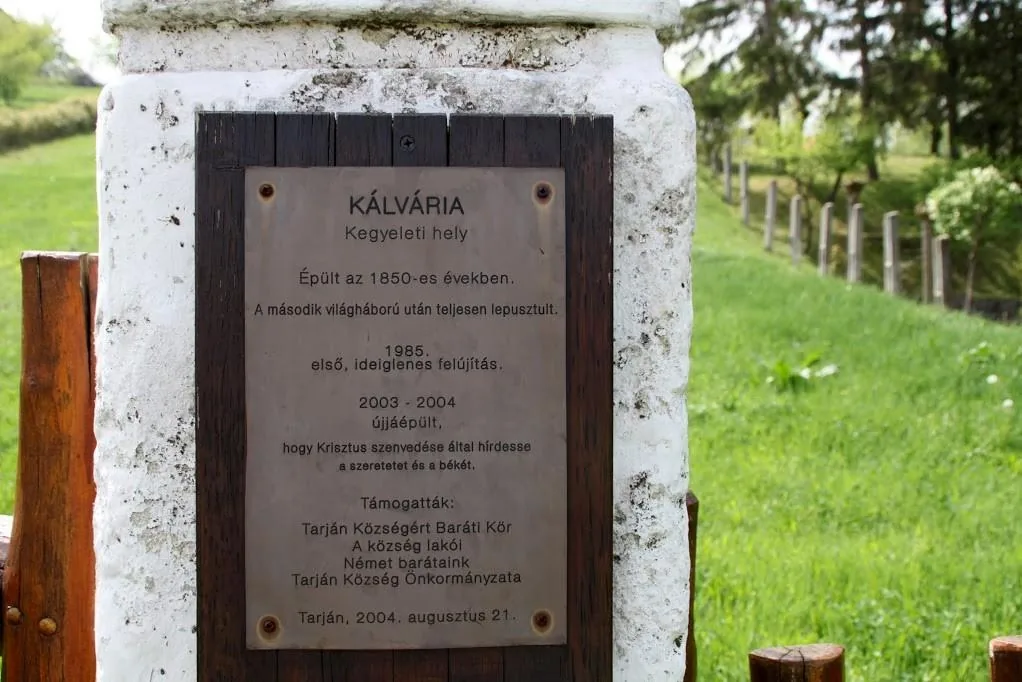 KÁLVÁRIA
Kegyeleti hely
Épült az 1850-es években.
A második világháború után teljesen lepusztult.
1985.
első, ideiglenes felújítás.
2003 - 2004
újjáépült,
hogy Krisztus szenvedése által hírdesse
a szeretetet és a békét.
Támogatták:
Tarján Községért Baráti Kör
A község lakói
Német barátaink
Tarján Község Önkormányzata
Tarján, 2004. augusztus 21.